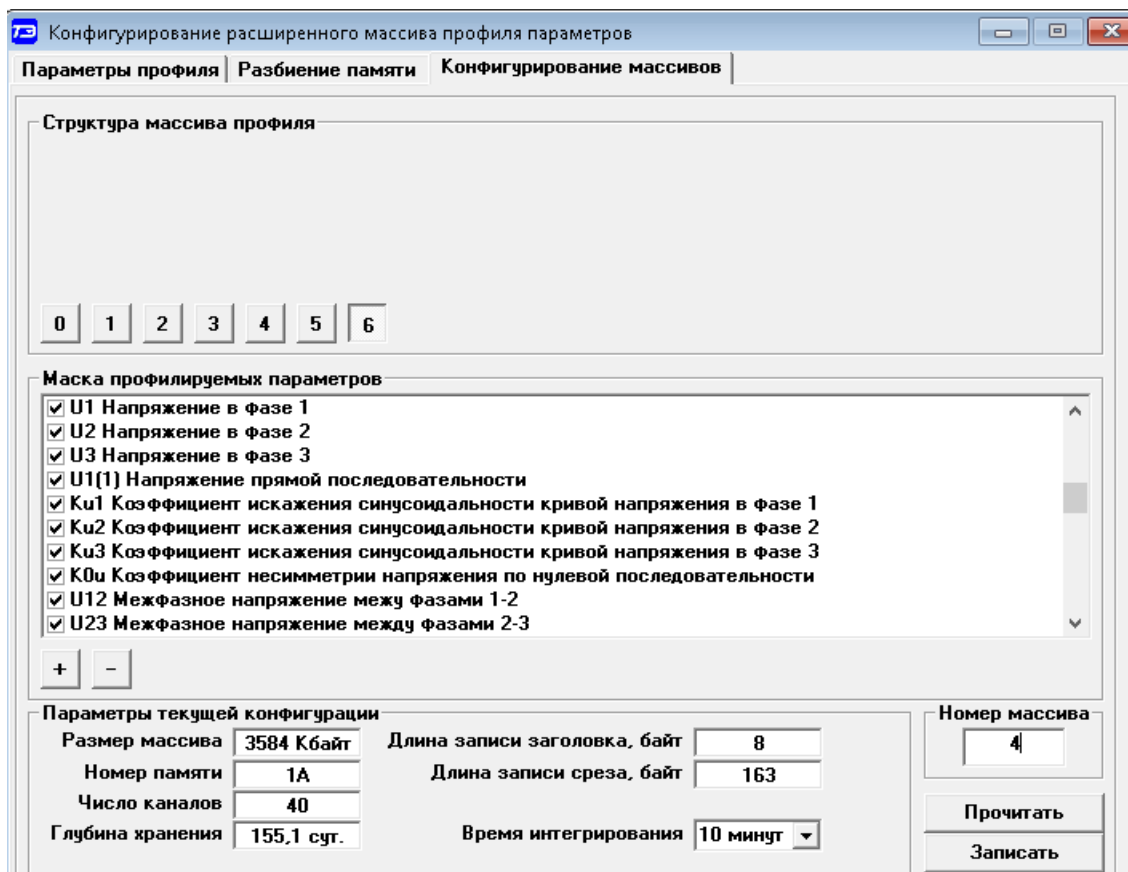 ТЭ Конфигурирование расширенного массива профиля параметров
Параметры профиля Разбиение памяти Конфигурирование массивов
Структура массива профиля
0 1 2 3 4 5 6
Маска профилируемых параметров
U1 Напряжение в фазе 1
U2 Напряжение в фазе 2
U3 Напряжение в фазе 3
U1(1) Напряжение прямой последовательности
Ku1 Коэффициент искажения синусоидальности кривой напряжения в фазе 1
Ku2 Коэффициент искажения синусоидальности кривой напряжения в фазе 2
Ku3 Коэффициент искажения синусоидальности кривой напряжения в фазе 3
K0u Коэффициент несимметрии напряжения по нулевой последовательности
U12 Межфазное напряжение межу фазами 1-2
U23 Межфазное напряжение между фазами 2-3
+ -
Параметры текущей конфигурации Номер массива
Размер массива 3584 Кбайт Длина записи заголовка, байт 8 4
Номер памяти 1А Длина записи среза, байт 163
Число каналов 40 Прочитать
Глубина хранения 155,1 сут. Время интегрирования 10 минут
Записать